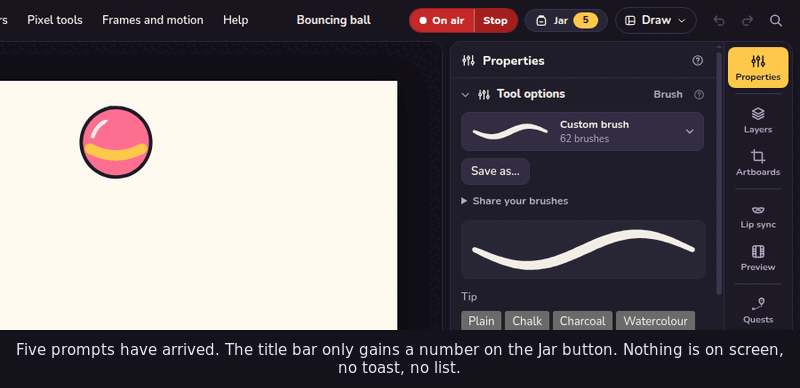 rs Pixel tools Frames and motion Help Bouncing ball On air Stop Jar 5 Draw
Properties
Tool options Brush
Custom brush
62 brushes
Save as...
Share your brushes
Tip
Plain Chalk Charcoal Watercolour
Properties
Layers
Artboards
Lip sync
Preview
Quests
Five prompts have arrived. The title bar only gains a number on the Jar button. Nothing is on screen,
no toast, no list.